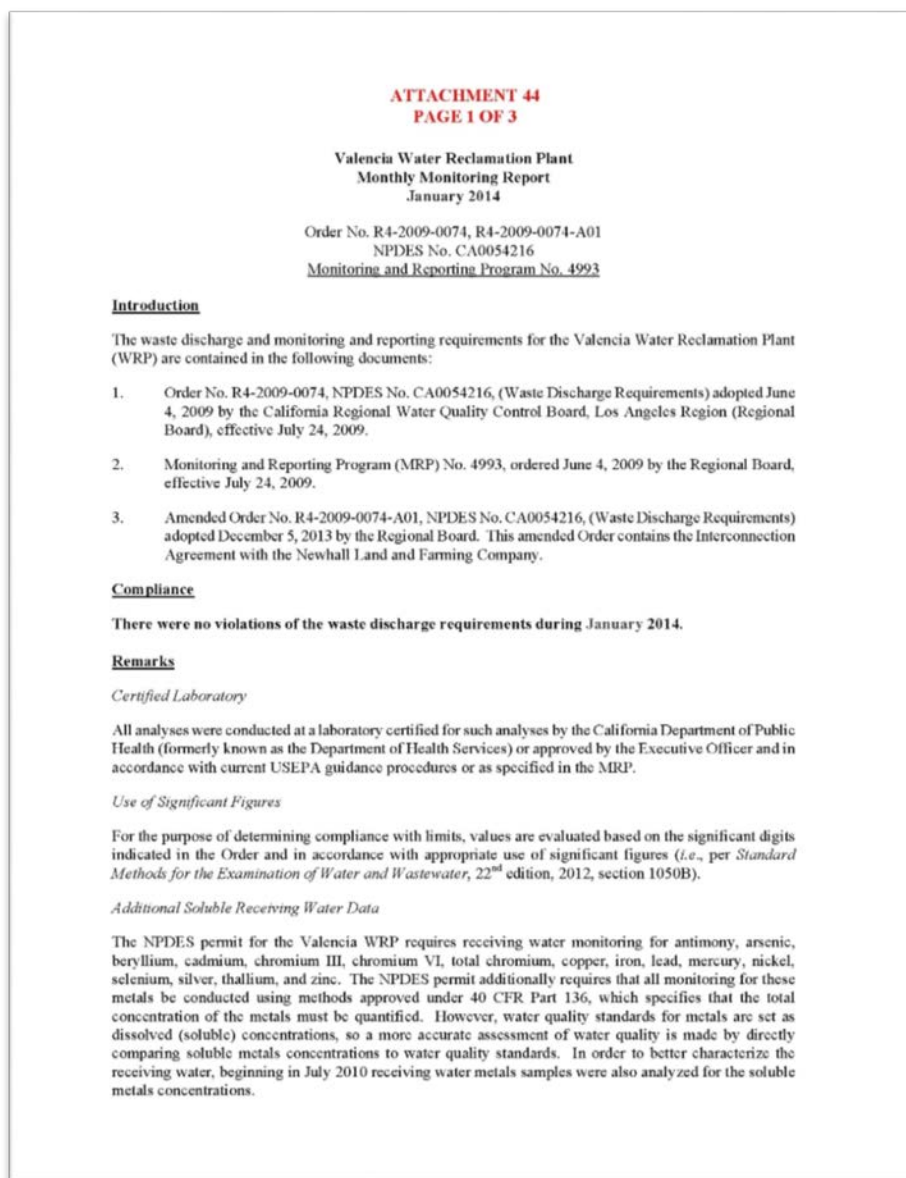 ATTACHMENT 44
PAGE 1 OF 3
Valencia Water Reclamation Plant
Monthly Monitoring Report
January 2014
Order No. R4-2009-0074, R4-2009-0074-A01
NPDES No. CA0054216
Monitoring and Reporting Program No. 4993
Introduction
The waste discharge and monitoring and reporting requirements for the Valencia Water Reclamation Plant
(WRP) are contained in the following documents:
1. Order No. R4-2009-0074, NPDES No. CA0054216, (Waste Discharge Requirements) adopted June
4, 2009 by the California Regional Water Quality Control Board, Los Angeles Region (Regional
Board), effective July 24, 2009.
2. Monitoring and Reporting Program (MRP) No. 4993, ordered June 4, 2009 by the Regional Board,
effective July 24, 2009.
3. Amended Order No. R4-2009-0074-A01, NPDES No. CA0054216, (Waste Discharge Requirements)
adopted December 5, 2013 by the Regional Board. This amended Order contains the Interconnection
Agreement with the Newhall Land and Farming Company.
Compliance
There were no violations of the waste discharge requirements during January 2014.
Remarks
Certified Laboratory
All analyses were conducted at a laboratory certified for such analyses by the California Department of Public
Health (formerly known as the Department of Health Services) or approved by the Executive Officer and in
accordance with current USEPA guidance procedures or as specified in the MRP.
Use of Significant Figures
For the purpose of determining compliance with limits, values are evaluated based on the significant digits
indicated in the Order and in accordance with appropriate use of significant figures (i.e., per Standard
Methods for the Examination of Water and Wastewater, 22nd edition, 2012, section 1050B).
Additional Soluble Receiving Water Data
The NPDES permit for the Valencia WRP requires receiving water monitoring for antimony, arsenic,
beryllium, cadmium, chromium III, chromium VI, total chromium, copper, iron, lead, mercury, nickel,
selenium, silver, thallium, and zinc. The NPDES permit additionally requires that all monitoring for these
metals be conducted using methods approved under 40 CFR Part 136, which specifies that the total
concentration of the metals must be quantified. However, water quality standards for metals are set as
dissolved (soluble) concentrations, so a more accurate assessment of water quality is made by directly
comparing soluble metals concentrations to water quality standards. In order to better characterize the
receiving water, beginning in July 2010 receiving water metals samples were also analyzed for the soluble
metals concentrations.